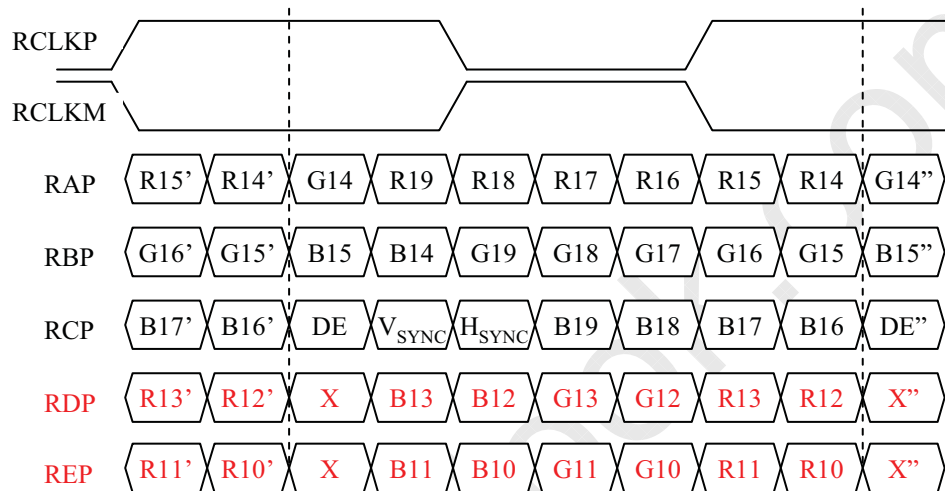 RCLKP
RCLKM
RAP R15’ R14’ G14 R19 R18 R17 R16 R15 R14 G14”
RBP G16’ G15’ B15 B14 G19 G18 G17 G16 G15 B15”
RCP B17’ B16’ DE VSYNC HSYNC B19 B18 B17 B16 DE”
RDP R13’ R12’ X B13 B12 G13 G12 R13 R12 X”
REP R11’ R10’ X B11 B10 G11 G10 R11 R10 X”